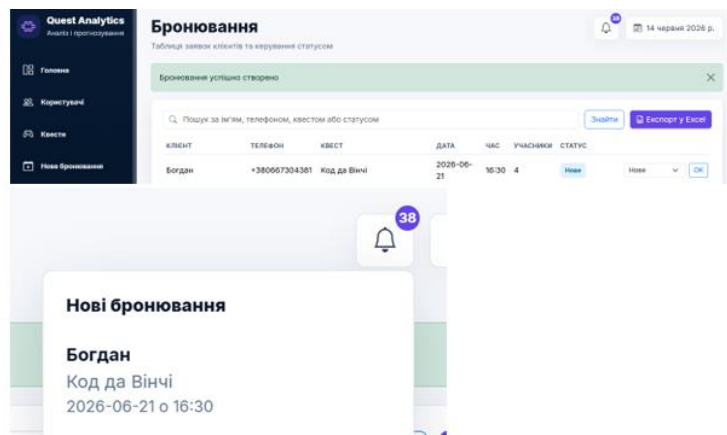 Quest Analytics
Аналіз і прогнозування
Головна
Користувачі
Квести
Нове бронювання
Бронювання
Таблиця заявок клієнтів та керування статусом
38
14 червня 2026 р.
Бронювання успішно створено
Пошук за ім'ям, телефоном, квестом або статусом
Знайти
Експорт у Excel
КЛІЄНТ ТЕЛЕФОН КВЕСТ ДАТА ЧАС УЧАСНИКИ СТАТУС
Богдан +380667304381 Код да Вінчі 2026-06-21 16:30 4 Нове Нове OK
38
Нові бронювання
Богдан
Код да Вінчі
2026-06-21 о 16:30